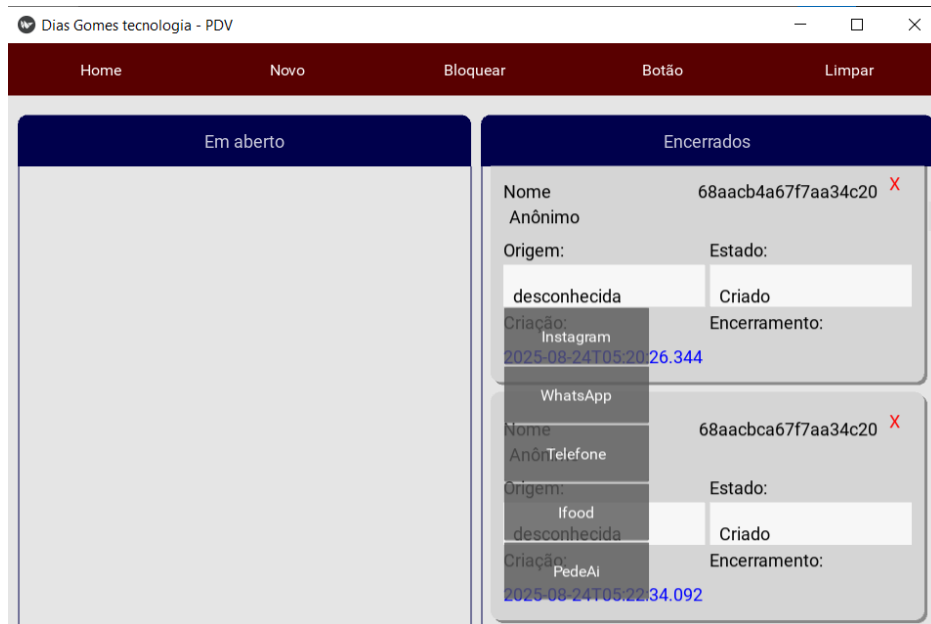 Dias Gomes tecnologia - PDV
Home Novo Bloquear Botão Limpar
Em aberto
Encerrados
Nome 68aacb4a67f7aa34c20 X
Anônimo
Origem: Estado:
desconhecida Criado
Criação: Encerramento:
2025-08-24T05:20:26.344
Instagram
WhatsApp
Telefone
Ifood
PedeAi
Nome 68aacbca67f7aa34c20 X
Origem: Estado:
desconhecida Criado
Criação: Encerramento:
2025-08-24T05:22:34.092